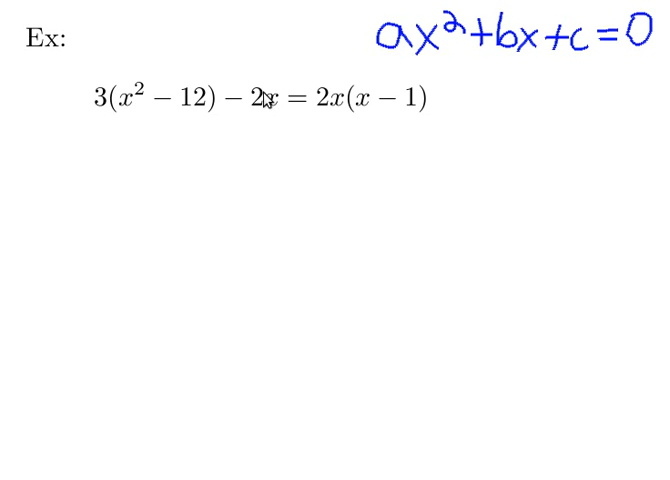 Ex:
ax²+bx+c=0
3(x² − 12) − 2x = 2x(x − 1)